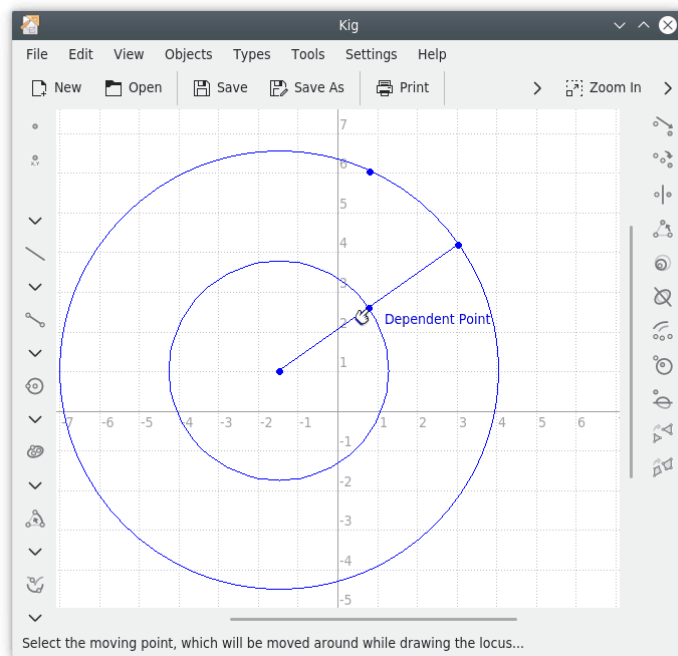 Kig
File Edit View Objects Types Tools Settings Help
New Open Save Save As Print Zoom In
7
6
5
4
3
2
1
Dependent Point
-7 -6 -5 -4 -3 -2 -1 1 2 3 4 5 6
-1
-2
-3
-4
-5
Select the moving point, which will be moved around while drawing the locus...